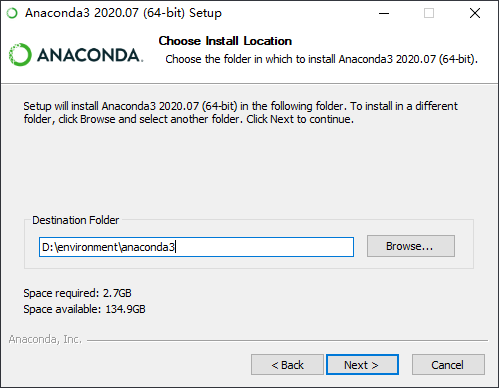 Anaconda3 2020.07 (64-bit) Setup
ANACONDA.
Choose Install Location
Choose the folder in which to install Anaconda3 2020.07 (64-bit).
Setup will install Anaconda3 2020.07 (64-bit) in the following folder. To install in a different
folder, click Browse and select another folder. Click Next to continue.
Destination Folder
D:\environment\anaconda3
Browse...
Space required: 2.7GB
Space available: 134.9GB
Anaconda, Inc.
< Back
Next >
Cancel